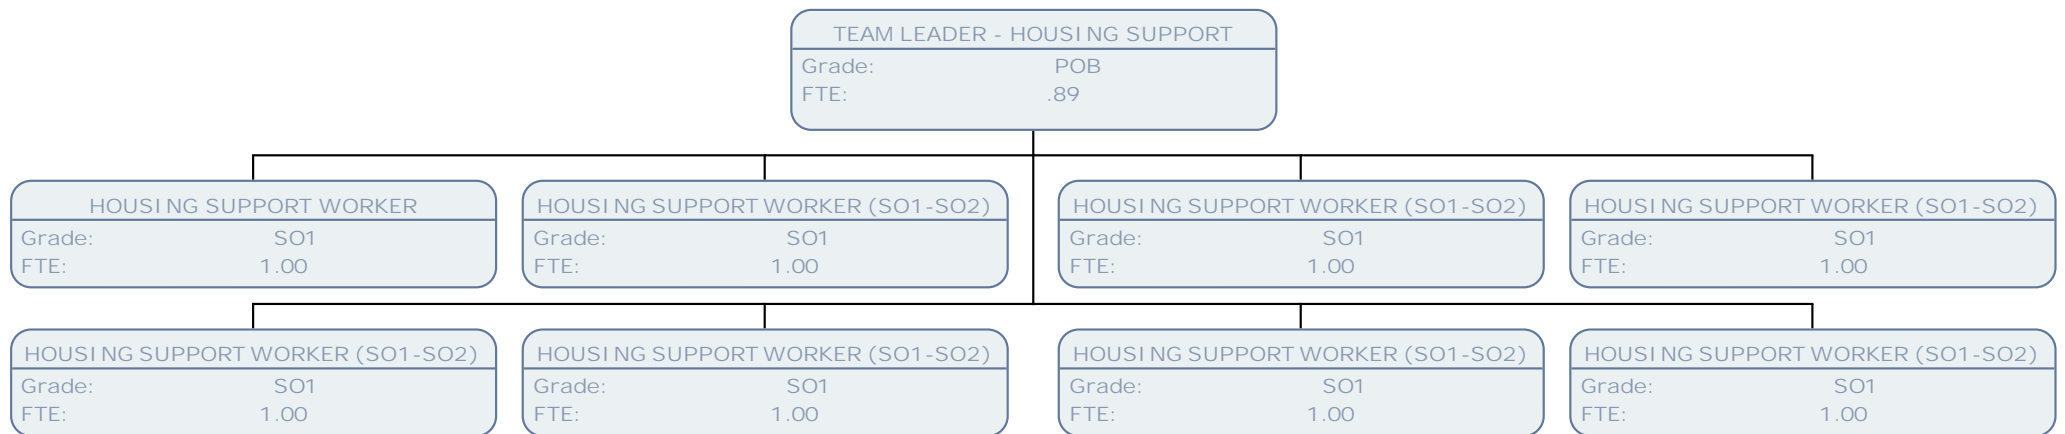 TEAM LEADER - HOUSING SUPPORT
Grade: POB
FTE: .89
HOUSING SUPPORT WORKER
Grade: SO1
FTE: 1.00
HOUSING SUPPORT WORKER (SO1-SO2)
Grade: SO1
FTE: 1.00
HOUSING SUPPORT WORKER (SO1-SO2)
Grade: SO1
FTE: 1.00
HOUSING SUPPORT WORKER (SO1-SO2)
Grade: SO1
FTE: 1.00
HOUSING SUPPORT WORKER (SO1-SO2)
Grade: SO1
FTE: 1.00
HOUSING SUPPORT WORKER (SO1-SO2)
Grade: SO1
FTE: 1.00
HOUSING SUPPORT WORKER (SO1-SO2)
Grade: SO1
FTE: 1.00
HOUSING SUPPORT WORKER (SO1-SO2)
Grade: SO1
FTE: 1.00